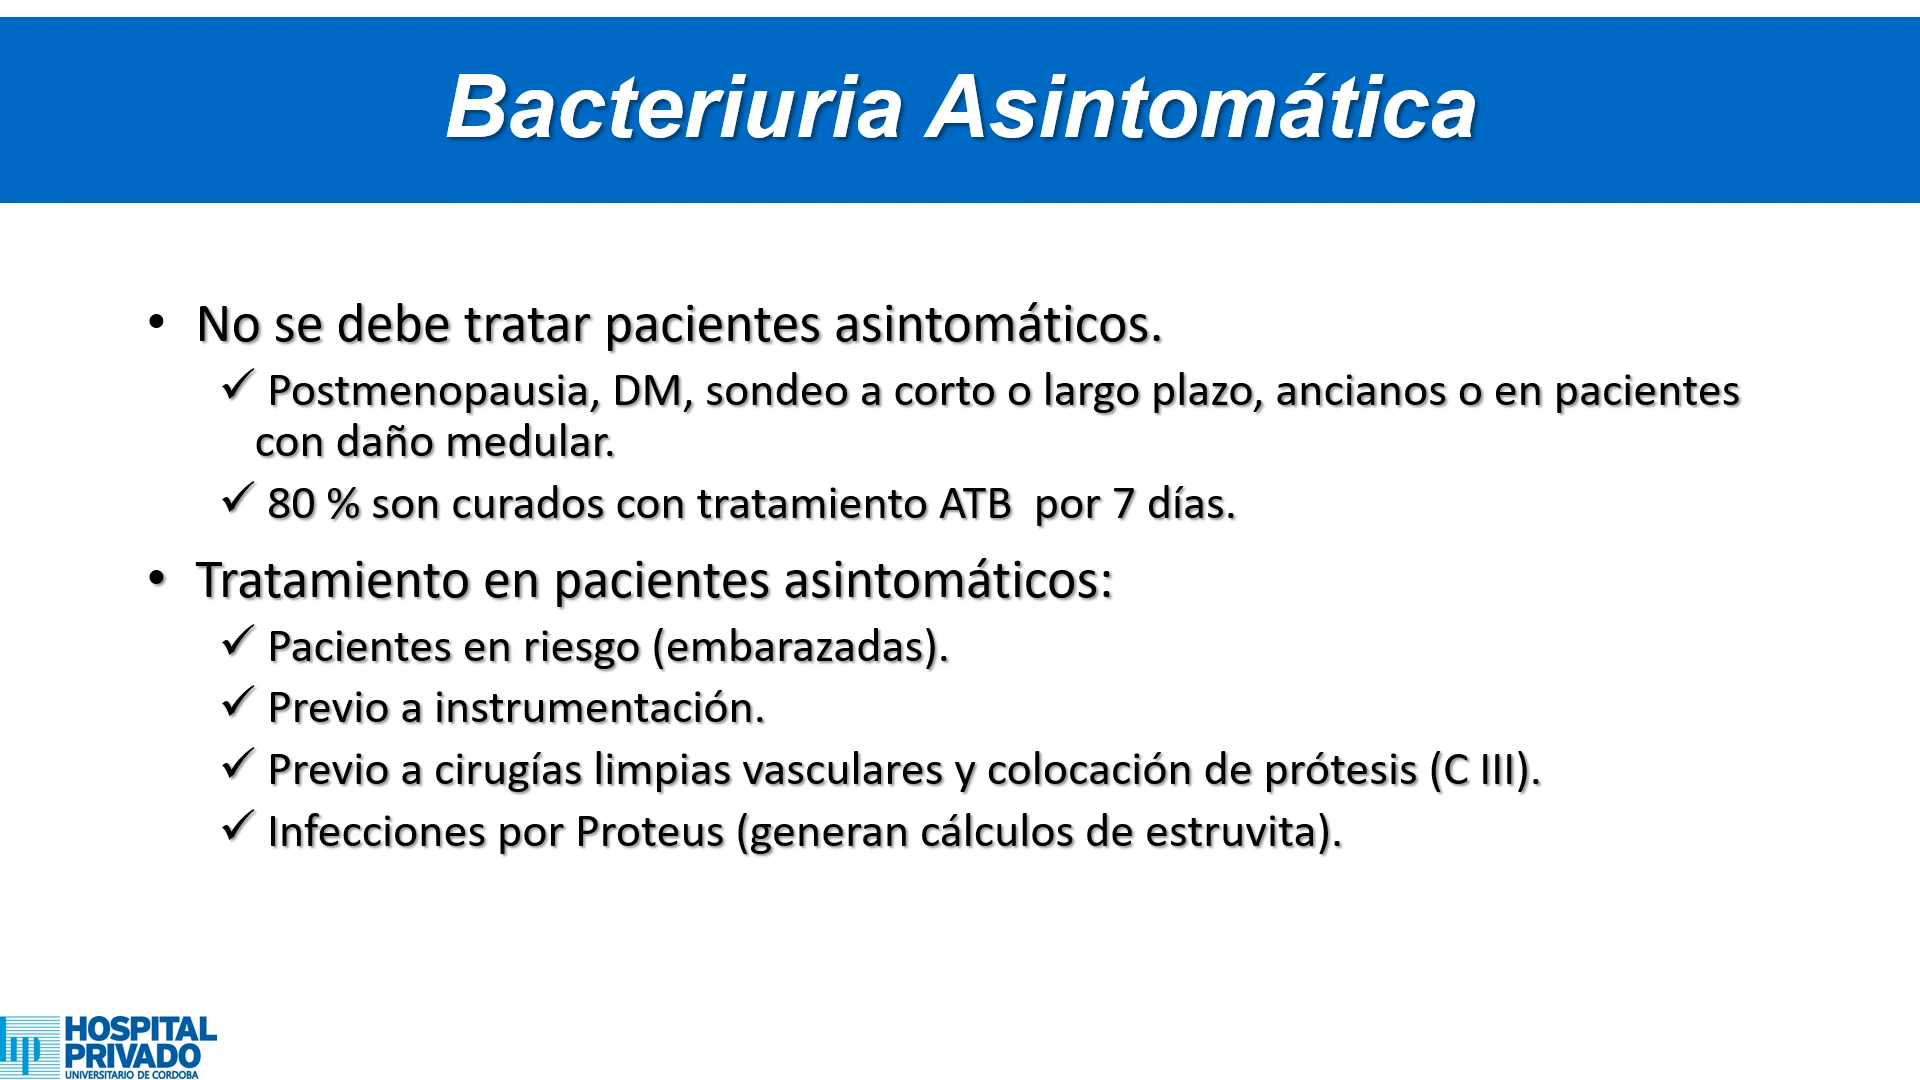 Bacteriuria Asintomática
• No se debe tratar pacientes asintomáticos.
✓ Postmenopausia, DM, sondeo a corto o largo plazo, ancianos o en pacientes
con daño medular.
✓ 80 % son curados con tratamiento ATB  por 7 días.
• Tratamiento en pacientes asintomáticos:
✓ Pacientes en riesgo (embarazadas).
✓ Previo a instrumentación.
✓ Previo a cirugías limpias vasculares y colocación de prótesis (C III).
✓ Infecciones por Proteus (generan cálculos de estruvita).
hp
HOSPITAL
PRIVADO
UNIVERSITARIO DE CORDOBA